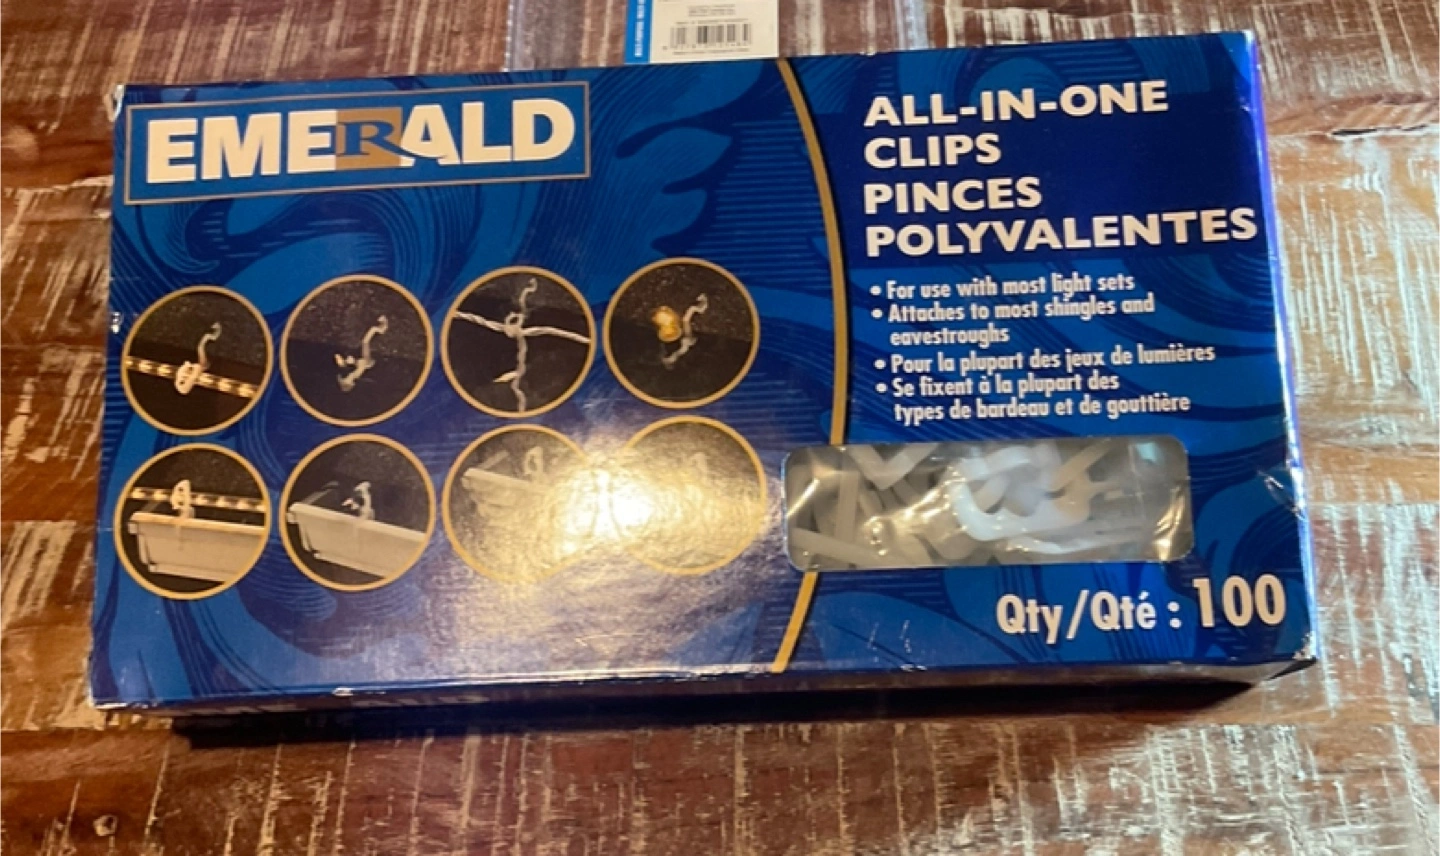 EMERALD
ALL-IN-ONE
CLIPS
PINCES
POLYVALENTES
• For use with most light sets
• Attaches to most shingles and
eavestroughs
• Pour la plupart des jeux de lumières
• Se fixent à la plupart des
types de bardeau et de gouttière
Qty/Qté : 100